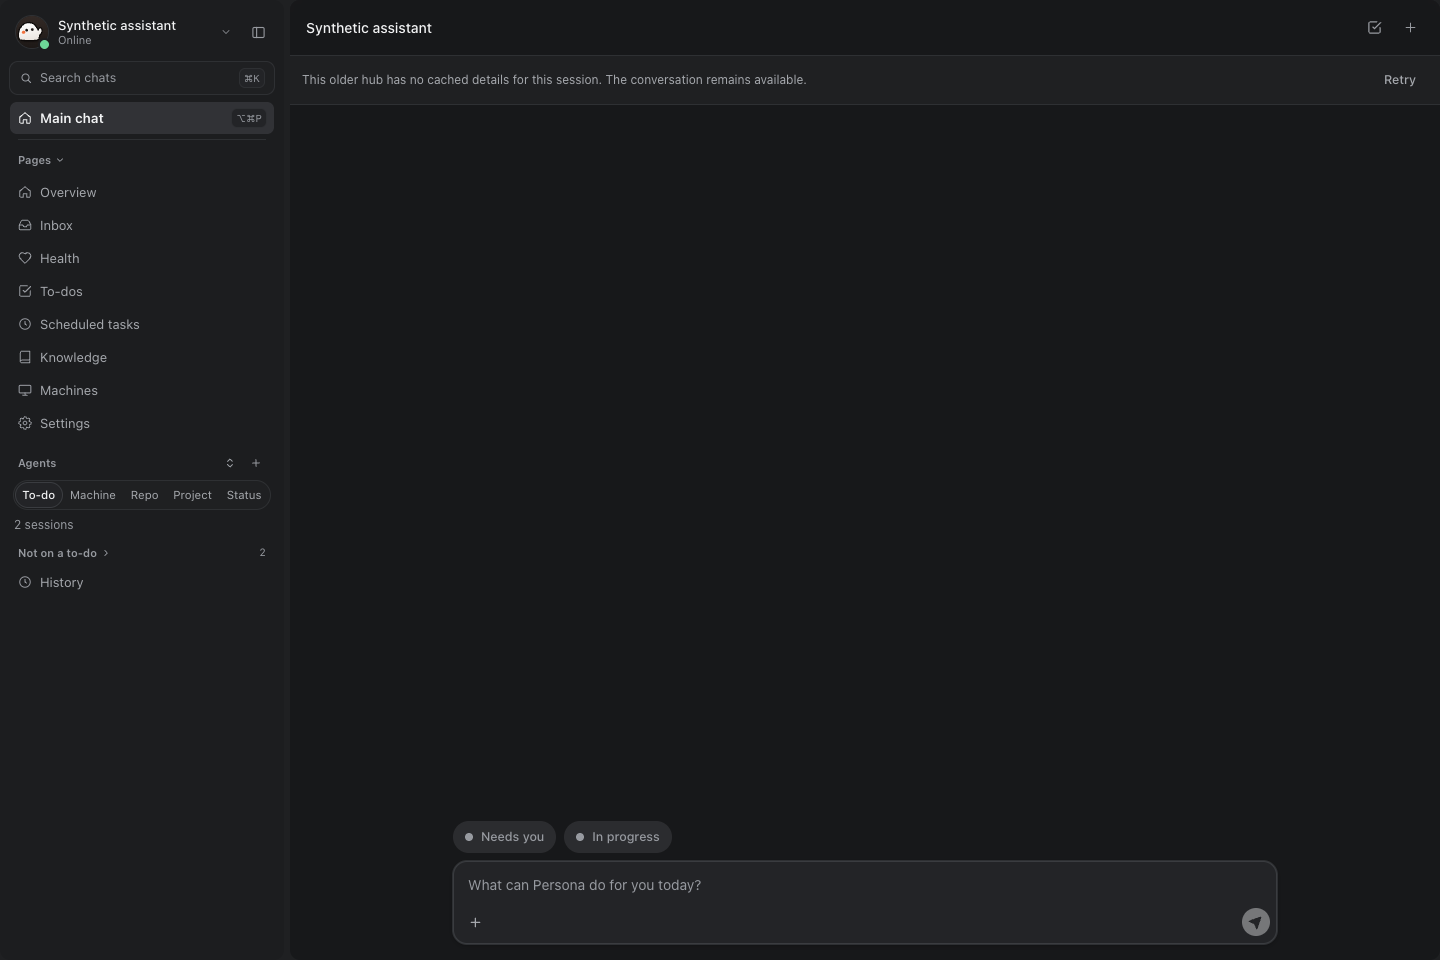 Synthetic assistant
Online
Search chats ⌘K
Main chat ⌥⌘P
Pages
Overview
Inbox
Health
To-dos
Scheduled tasks
Knowledge
Machines
Settings
Agents
To-do Machine Repo Project Status
2 sessions
Not on a to-do 2
History
Synthetic assistant
This older hub has no cached details for this session. The conversation remains available. Retry
Needs you In progress
What can Persona do for you today?